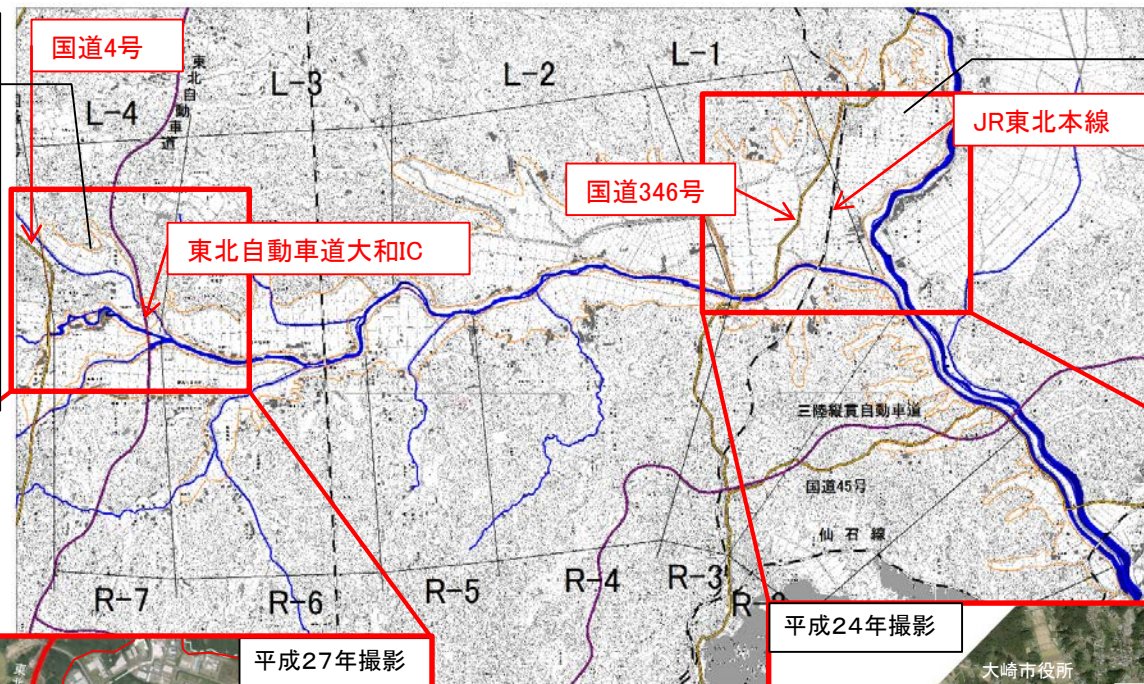 国道4号
L-4
東北自動車道
L-3
L-2
L-1
JR東北本線
国道346号
東北自動車道大和IC
三陸縦貫自動車道
国道45号
仙石線
R-7
R-6
R-5
R-4
R-3
平成27年撮影
平成24年撮影
大崎市役所